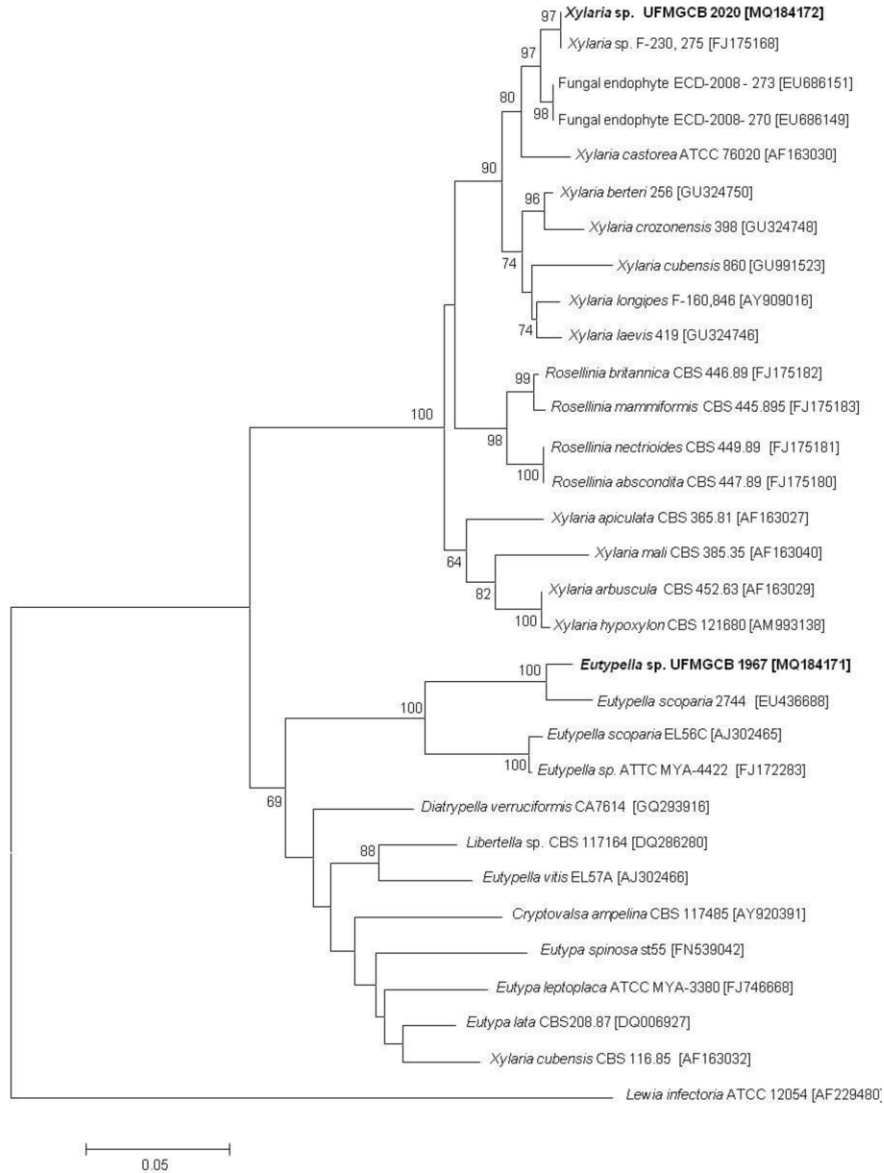 97
Xylaria sp. UFMGCB 2020 [MQ184172]
97
Xylaria sp. F-230, 275 [FJ175168]
80
Fungal endophyte ECD-2008 - 273 [EU686151]
98
Fungal endophyte ECD-2008- 270 [EU686149]
90
Xylaria castorea ATCC 76020 [AF163030]
96
Xylaria berteri 256 [GU324750]
Xylaria crozonensis 398 [GU324748]
74
Xylaria cubensis 860 [GU991523]
Xylaria longipes F-160,846 [AY909016]
74
Xylaria laevis 419 [GU324746]
99
Rosellinia britannica CBS 446.89 [FJ175182]
Rosellinia mammiformis CBS 445.895 [FJ175183]
100
98
Rosellinia nectrioides CBS 449.89 [FJ175181]
100
Rosellinia abscondita CBS 447.89 [FJ175180]
Xylaria apiculata CBS 365.81 [AF163027]
64
Xylaria mali CBS 385.35 [AF163040]
82
Xylaria arbuscula CBS 452.63 [AF163029]
100
Xylaria hypoxylon CBS 121680 [AM993138]
100
Eutypella sp. UFMGCB 1967 [MQ184171]
Eutypella scoparia 2744 [EU436688]
100
Eutypella scoparia EL56C [AJ302465]
100
Eutypella sp. ATTC MYA-4422 [FJ172283]
69
Diatrypella verruciformis CA7614 [GQ293916]
88
Libertella sp. CBS 117164 [DQ286280]
Eutypella vitis EL57A [AJ302466]
Cryptovalsa ampelina CBS 117485 [AY920391]
Eutypa spinosa st55 [FN539042]
Eutypa leptoplaca ATCC MYA-3380 [FJ746668]
Eutypa lata CBS208.87 [DQ006927]
Xylaria cubensis CBS 116.85 [AF163032]
Lewia infectoria ATCC 12054 [AF229480]
0.05